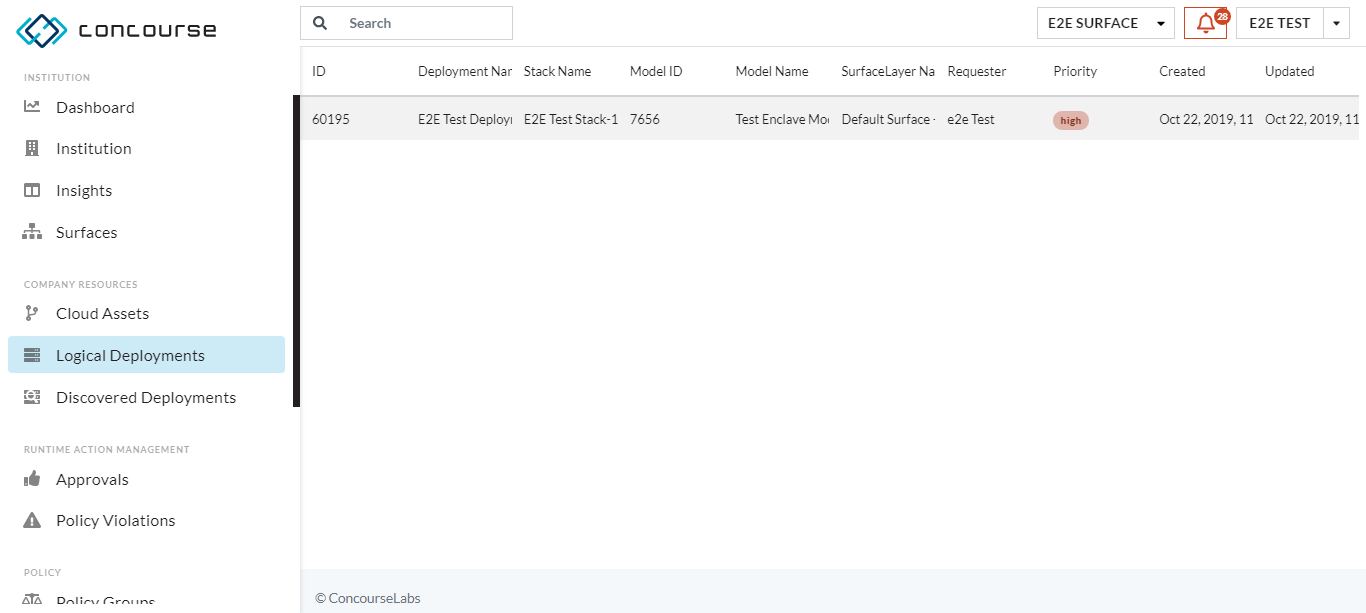 concourse
Search
E2E SURFACE
28
E2E TEST
INSTITUTION
Dashboard
Institution
Insights
Surfaces
COMPANY RESOURCES
Cloud Assets
Logical Deployments
Discovered Deployments
RUNTIME ACTION MANAGEMENT
Approvals
Policy Violations
POLICY
Policy Groups
ID Deployment Nar Stack Name Model ID Model Name SurfaceLayer Na Requester Priority Created Updated
60195 E2E Test Deployr E2E Test Stack-1 7656 Test Enclave Mo Default Surface - e2e Test high Oct 22, 2019, 11 Oct 22, 2019, 11
© ConcourseLabs